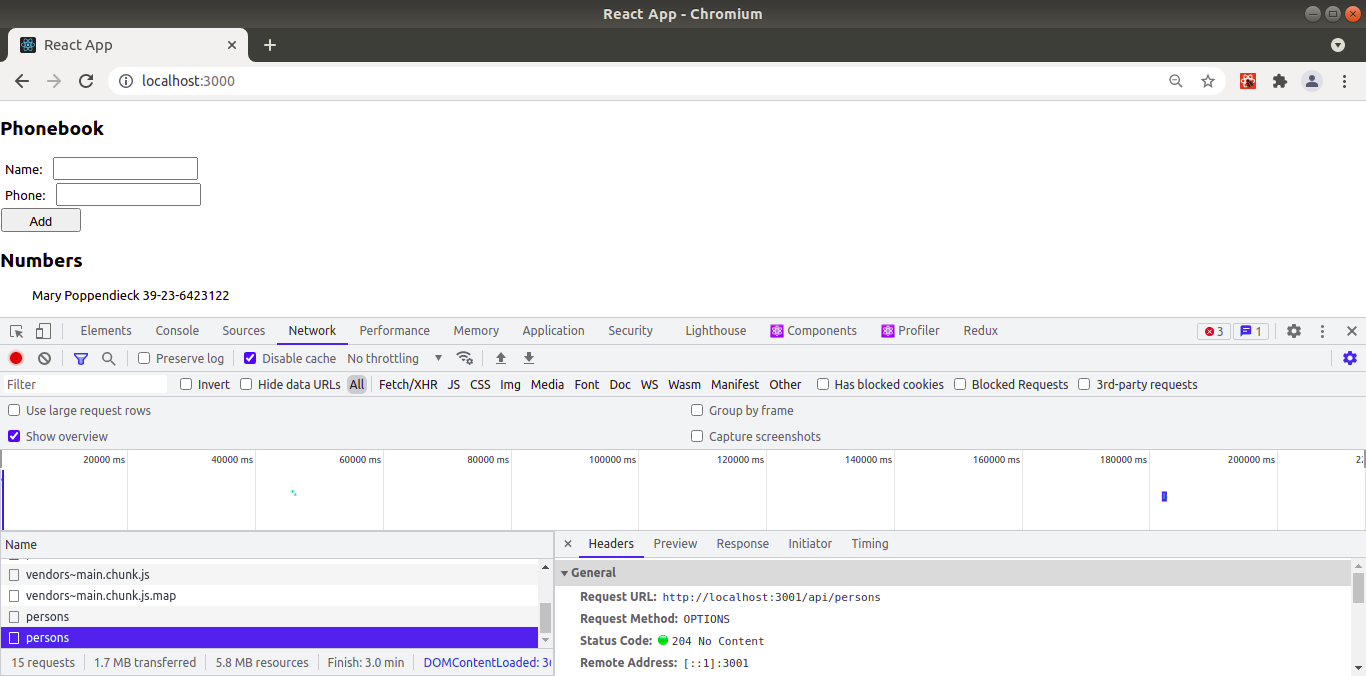 React App - Chromium
React App
localhost:3000
Phonebook
Name:
Phone:
Add
Numbers
Mary Poppendieck 39-23-6423122
Elements Console Sources Network Performance Memory Application Security Lighthouse Components Profiler Redux 3 1
Preserve log Disable cache No throttling
Filter Invert Hide data URLs All Fetch/XHR JS CSS Img Media Font Doc WS Wasm Manifest Other Has blocked cookies Blocked Requests 3rd-party requests
Use large request rows Group by frame
Show overview Capture screenshots
20000 ms 40000 ms 60000 ms 80000 ms 100000 ms 120000 ms 140000 ms 160000 ms 180000 ms 200000 ms
Name
vendors~main.chunk.js
vendors~main.chunk.js.map
persons
persons
15 requests 1.7 MB transferred 5.8 MB resources Finish: 3.0 min DOMContentLoaded:
Headers Preview Response Initiator Timing
General
Request URL: http://localhost:3001/api/persons
Request Method: OPTIONS
Status Code: 204 No Content
Remote Address: [::1]:3001